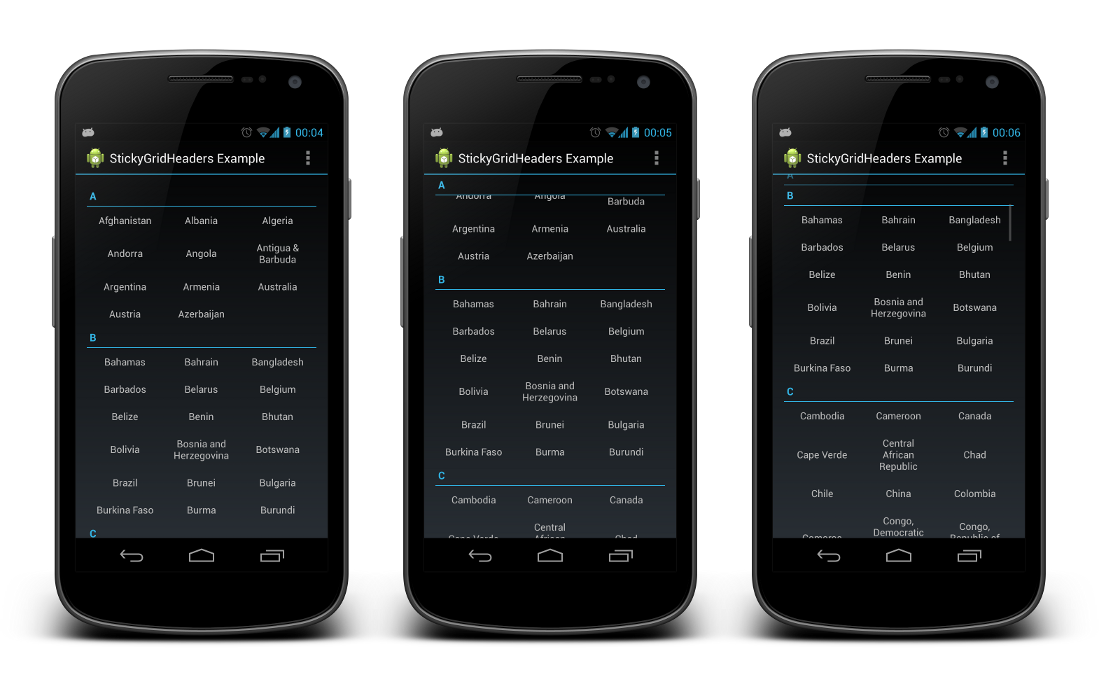 00:04
StickyGridHeaders Example
A
Afghanistan Albania Algeria
Andorra Angola Antigua &
Barbuda
Argentina Armenia Australia
Austria Azerbaijan
B
Bahamas Bahrain Bangladesh
Barbados Belarus Belgium
Belize Benin Bhutan
Bolivia Bosnia and
Herzegovina Botswana
Brazil Brunei Bulgaria
Burkina Faso Burma Burundi
C
00:05
StickyGridHeaders Example
A
Andorra Angola Barbuda
Argentina Armenia Australia
Austria Azerbaijan
B
Bahamas Bahrain Bangladesh
Barbados Belarus Belgium
Belize Benin Bhutan
Bolivia Bosnia and
Herzegovina Botswana
Brazil Brunei Bulgaria
Burkina Faso Burma Burundi
C
Cambodia Cameroon Canada
Central
Cape Verde African Chad
00:06
StickyGridHeaders Example
A
B
Bahamas Bahrain Bangladesh
Barbados Belarus Belgium
Belize Benin Bhutan
Bolivia Bosnia and
Herzegovina Botswana
Brazil Brunei Bulgaria
Burkina Faso Burma Burundi
C
Cambodia Cameroon Canada
Cape Verde Central
African
Republic Chad
Chile China Colombia
Comoros Congo,
Democratic Congo,
Republic of